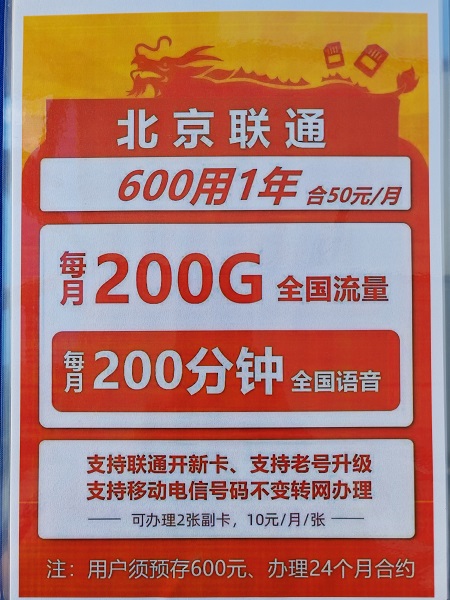 北京联通
600用1年 合50元/月
每月200G 全国流量
每月200分钟 全国语音
支持联通开新卡、支持老号升级
支持移动电信号码不变转网办理
—— 可办理2张副卡，10元/月/张 ——
注：用户须预存600元、办理24个月合约